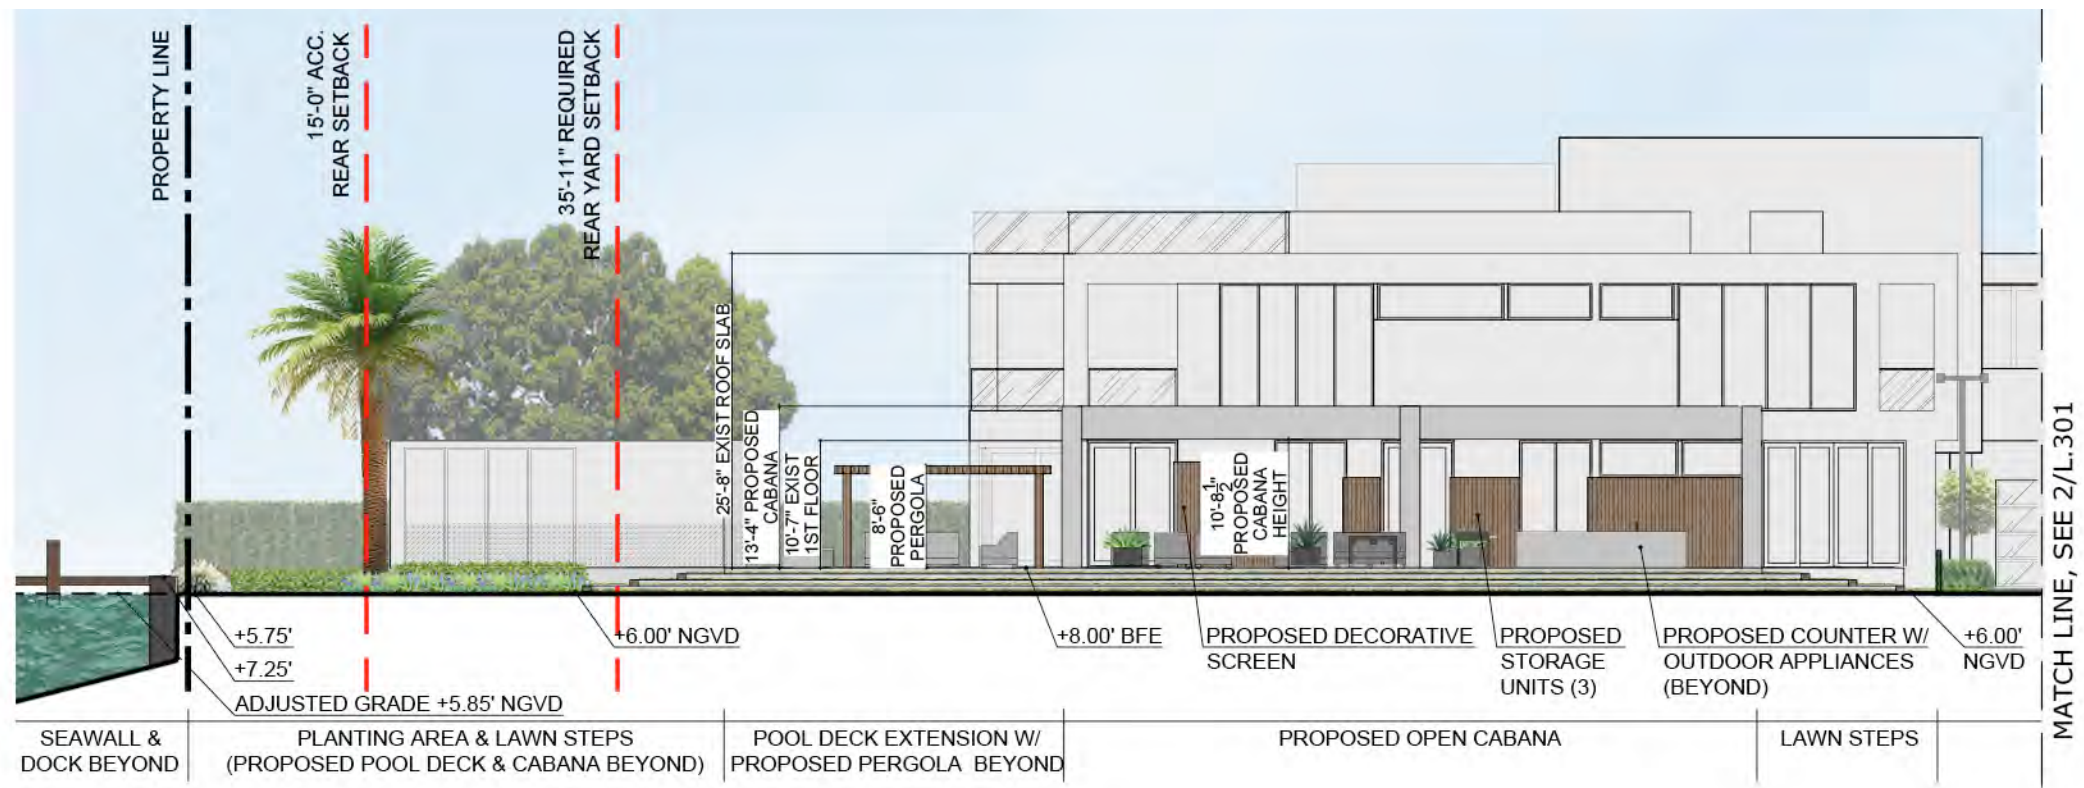 PROPERTY LINE
15'-0" ACC.
REAR SETBACK
35'-11" REQUIRED
REAR YARD SETBACK
25'-8" EXIST ROOF SLAB
13'-4" PROPOSED
CABANA
10'-7" EXIST
1ST FLOOR
8'-6"
PROPOSED
PERGOLA
10'-8½"
PROPOSED
CABANA
HEIGHT
MATCH LINE, SEE 2/L.301
+5.75'
+7.25'
ADJUSTED GRADE +5.85' NGVD
+6.00' NGVD
+8.00' BFE
PROPOSED DECORATIVE
SCREEN
PROPOSED
STORAGE
UNITS (3)
PROPOSED COUNTER W/
OUTDOOR APPLIANCES
(BEYOND)
+6.00'
NGVD
SEAWALL &
DOCK BEYOND
PLANTING AREA & LAWN STEPS
(PROPOSED POOL DECK & CABANA BEYOND)
POOL DECK EXTENSION W/
PROPOSED PERGOLA BEYOND
PROPOSED OPEN CABANA
LAWN STEPS